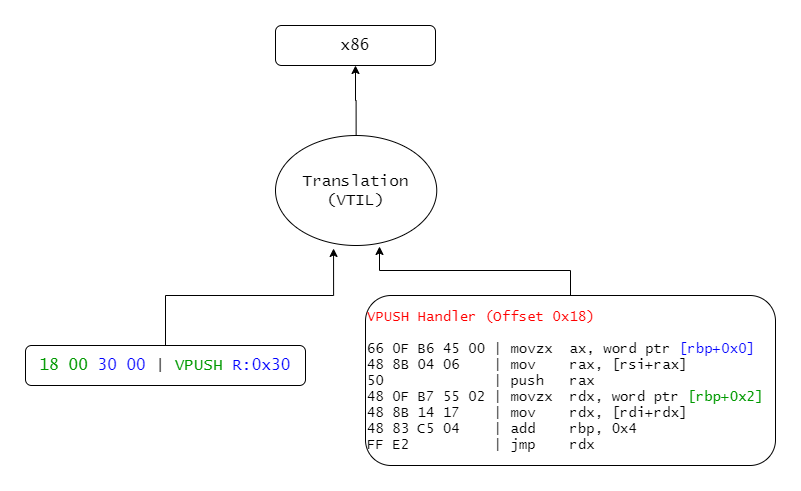 x86
Translation
(VTIL)
18 00 30 00 | VPUSH R:0x30
VPUSH Handler (Offset 0x18)
66 0F B6 45 00 | movzx  ax, word ptr [rbp+0x0]
48 8B 04 06    | mov    rax, [rsi+rax]
50             | push   rax
48 0F B7 55 02 | movzx  rdx, word ptr [rbp+0x2]
48 8B 14 17    | mov    rdx, [rdi+rdx]
48 83 C5 04    | add    rbp, 0x4
FF E2          | jmp    rdx